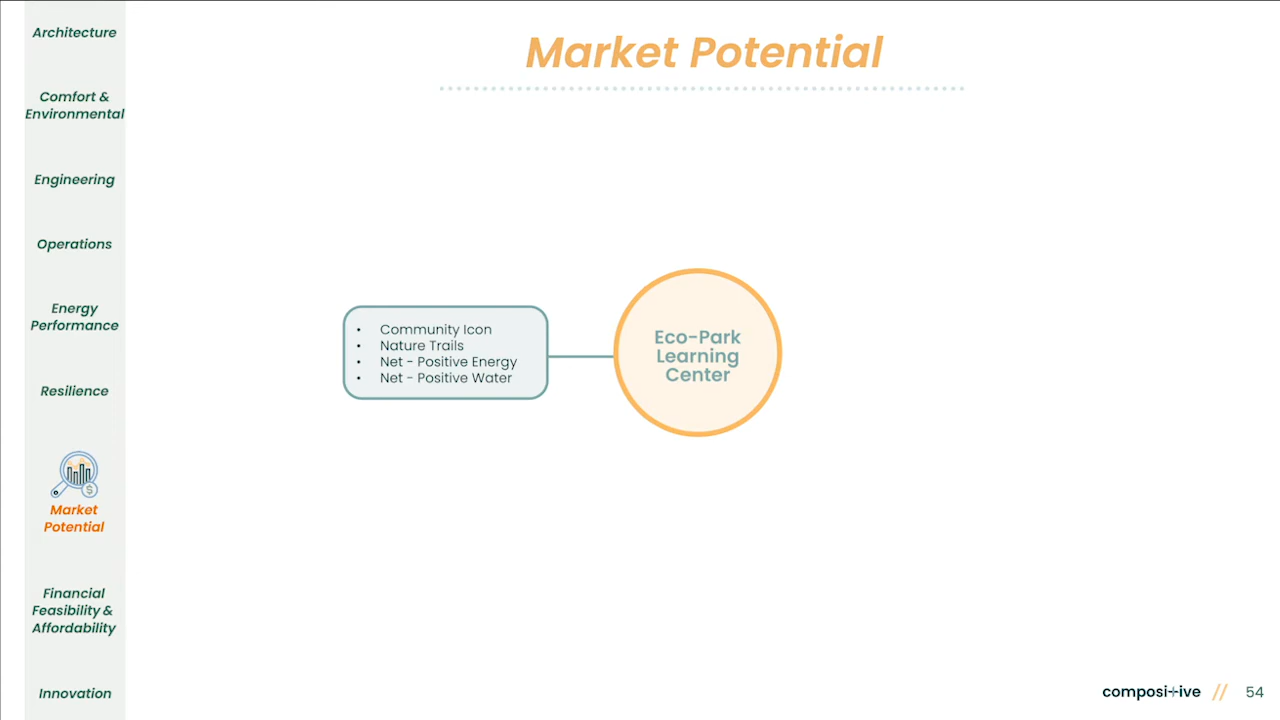 Architecture
Comfort &
Environmental
Engineering
Operations
Energy
Performance
Resilience
$
Market
Potential
Financial
Feasibility &
Affordability
Innovation
Market Potential
• Community Icon
• Nature Trails
• Net - Positive Energy
• Net - Positive Water
Eco-Park
Learning
Center
composi+ive // 54